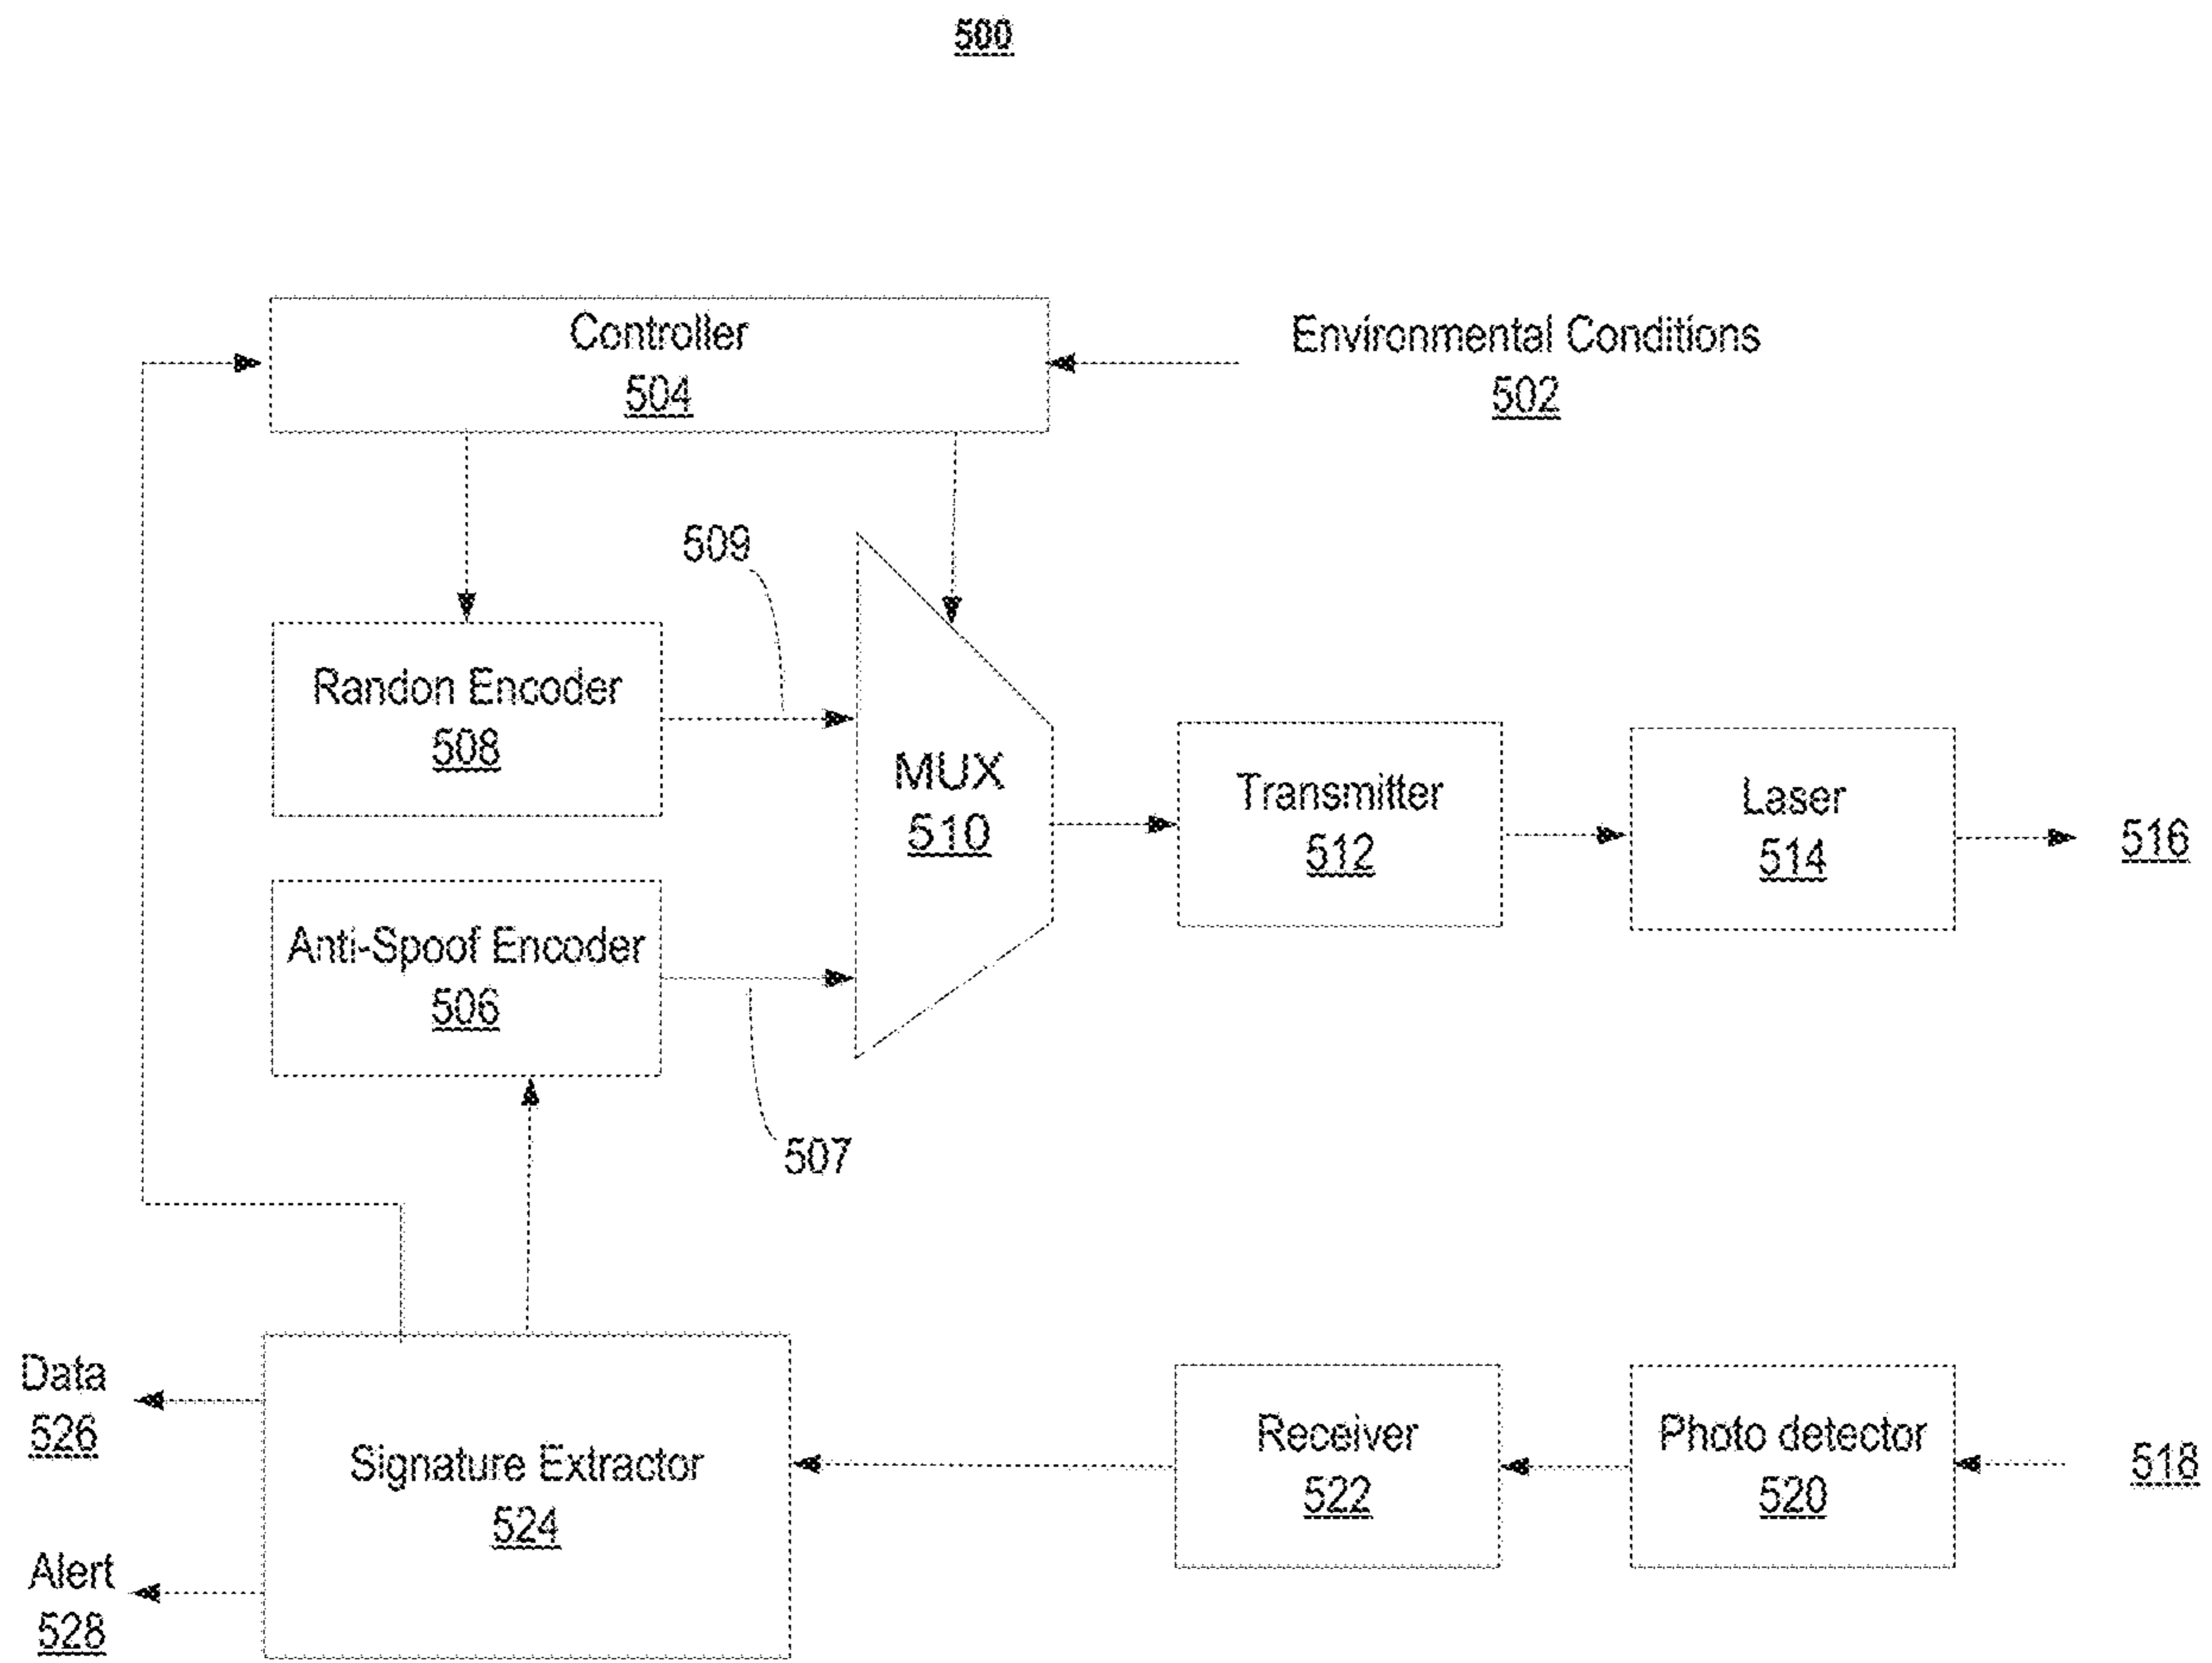 500
Controller
504
Environmental Conditions
502
509
Randon Encoder
508
MUX
510
Transmitter
512
Laser
514
516
Anti-Spoof Encoder
506
507
Data
526
Signature Extractor
524
Receiver
522
Photo detector
520
518
Alert
528